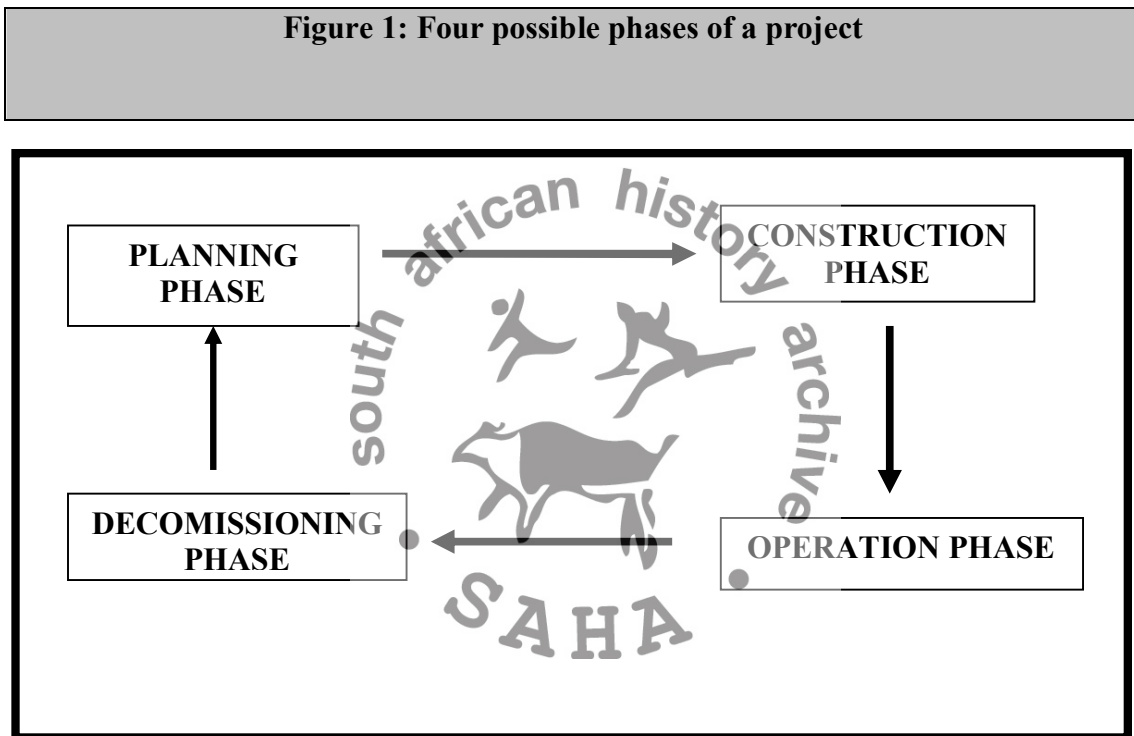 Figure 1: Four possible phases of a project
PLANNING
PHASE
CONSTRUCTION
PHASE
DECOMISSIONING
PHASE
OPERATION PHASE
south african history archive
SAHA